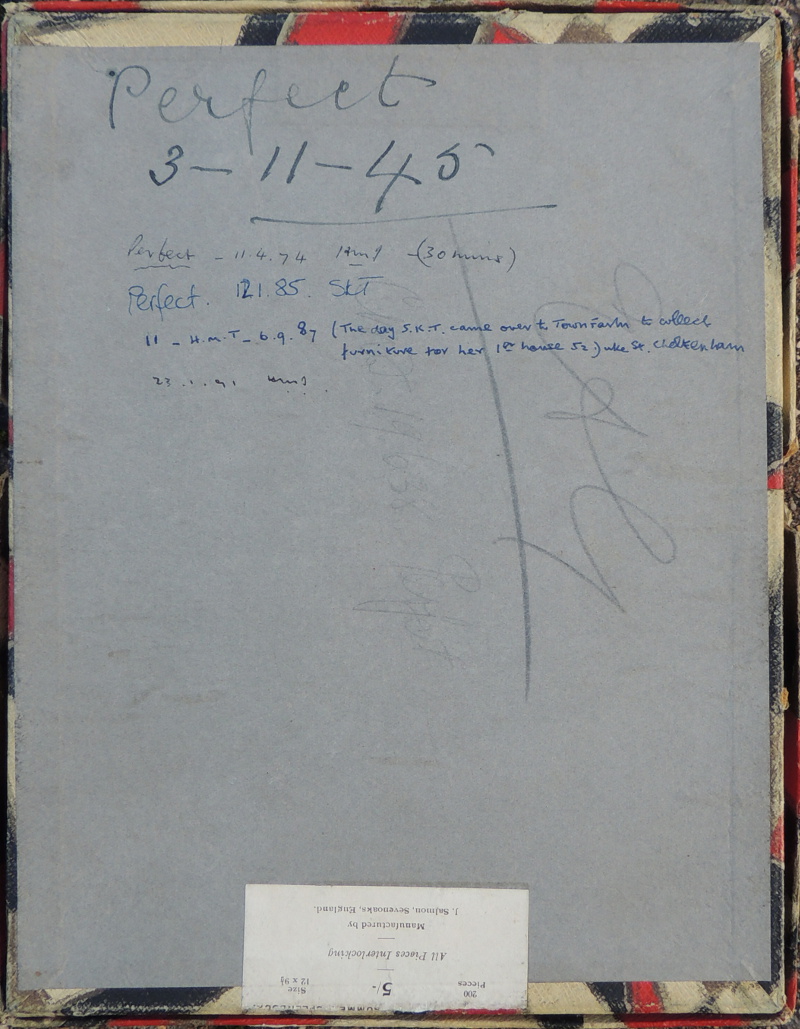 Perfect
3-11-45
Perfect - 11.4.74 HMT (30 mins)
Perfect. 12.1.85. SKT
11 - H.M.T - 6.9.87 (The day S.K.T. came over to Town Farm to collect
furniture for her 1st house 52 Duke St. Cheltenham
23.1.91 HMT
Perfect
200
Pieces
5/-
Size
12 x 9½
All Pieces Interlocking
Manufactured by
J. Salmon, Sevenoaks, England.